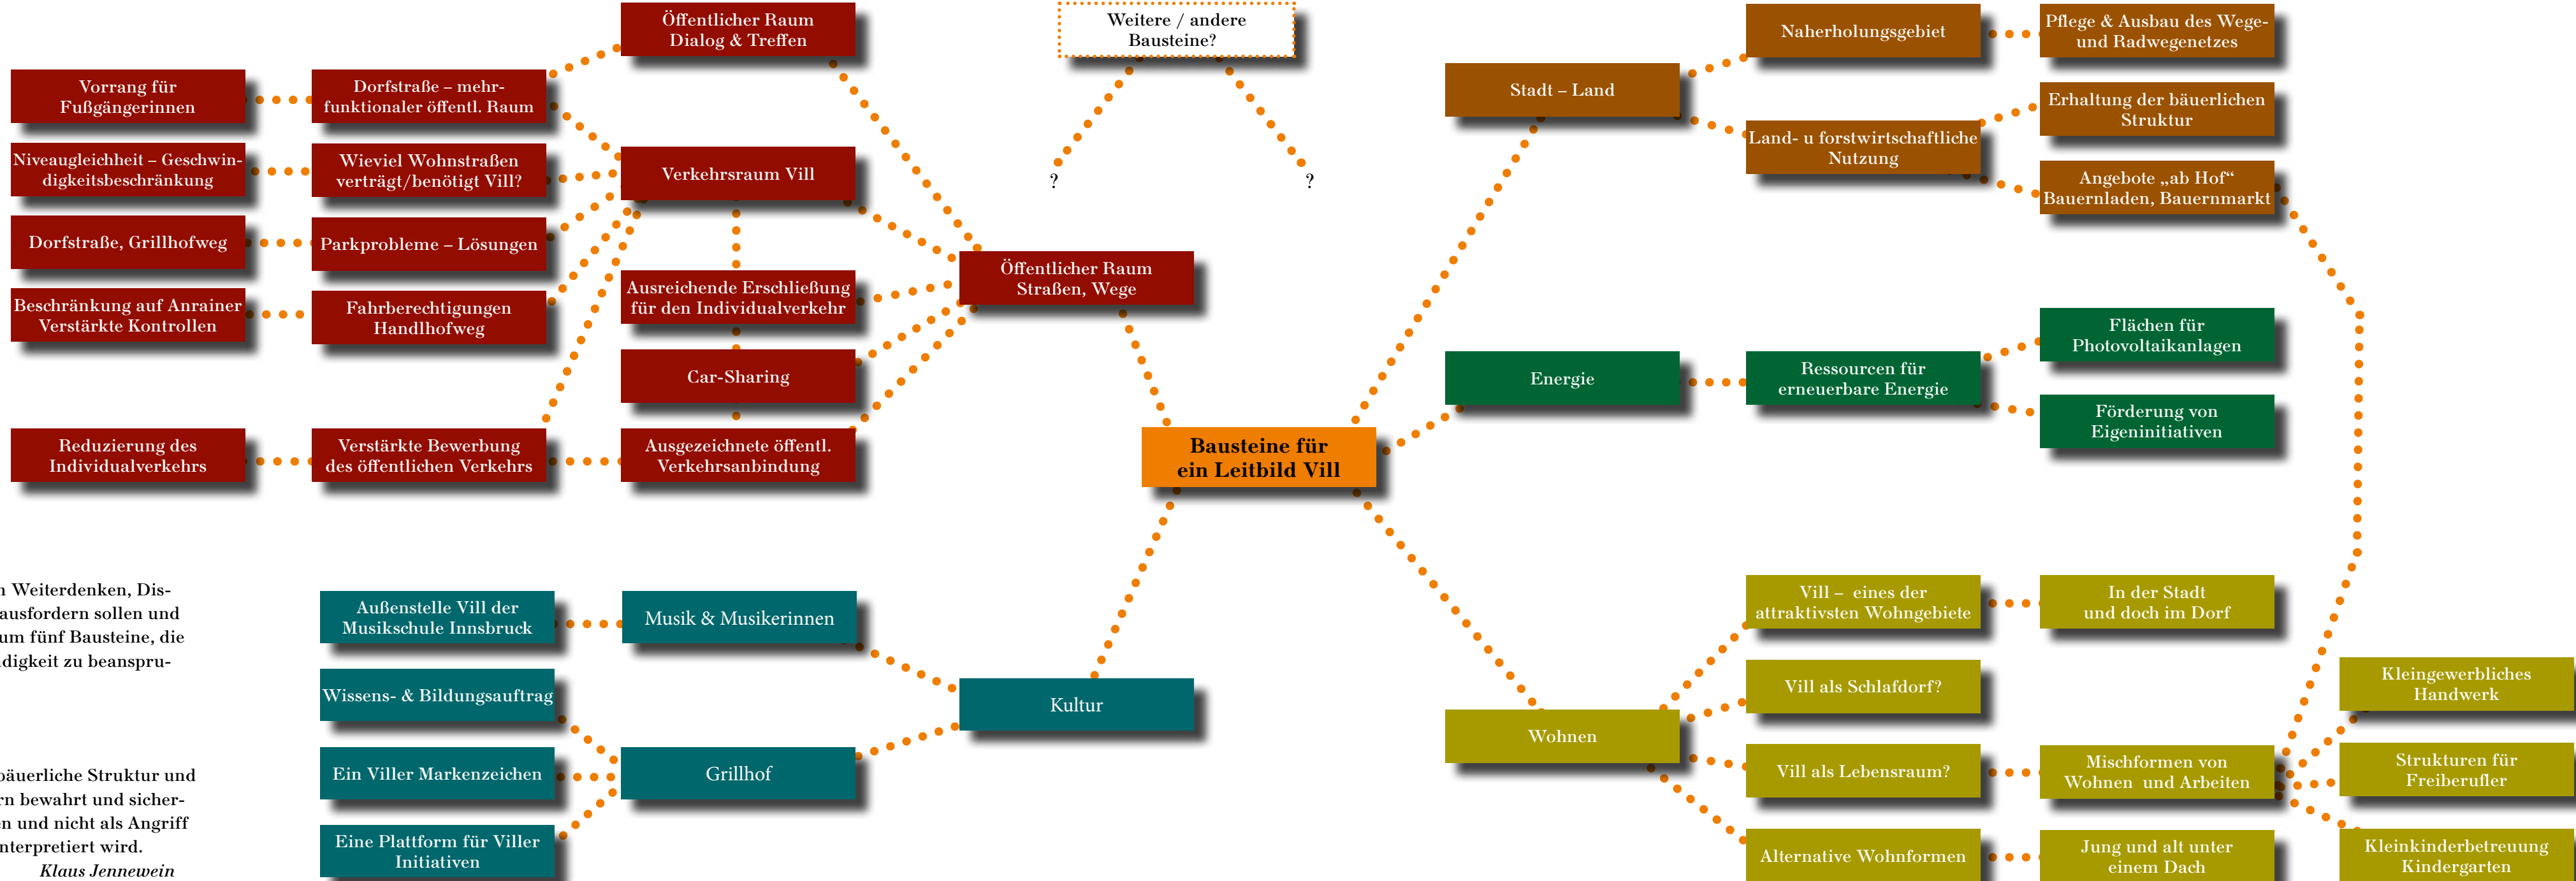 Öffentlicher Raum
Dialog & Treffen
Vorrang für
Fußgängerinnen
Dorfstraße – mehr-
funktionaler öffentl. Raum
Niveaugleichheit – Geschwin-
digkeitsbeschränkung
Wieviel Wohnstraßen
verträgt/benötigt Vill?
Verkehrsraum Vill
Dorfstraße, Grillhofweg
Parkprobleme – Lösungen
Beschränkung auf Anrainer
Verstärkte Kontrollen
Fahrberechtigungen
Handlhofweg
Ausreichende Erschließung
für den Individualverkehr
Car-Sharing
Reduzierung des
Individualverkehrs
Verstärkte Bewerbung
des öffentlichen Verkehrs
Ausgezeichnete öffentl.
Verkehrsanbindung
Öffentlicher Raum
Straßen, Wege
Weitere / andere
Bausteine?
?
?
Bausteine für
ein Leitbild Vill
Stadt – Land
Naherholungsgebiet
Pflege & Ausbau des Wege-
und Radwegenetzes
Land- u forstwirtschaftliche
Nutzung
Erhaltung der bäuerlichen
Struktur
Angebote „ab Hof“
Bauernladen, Bauernmarkt
Energie
Ressourcen für
erneuerbare Energie
Flächen für
Photovoltaikanlagen
Förderung von
Eigeninitiativen
n Weiterdenken, Dis-
ausfordern sollen und
um fünf Bausteine, die
digkeit zu beanspru-
bäuerliche Struktur und
rn bewahrt und sicher-
en und nicht als Angriff
nterpretiert wird.
Klaus Jennewein
Außenstelle Vill der
Musikschule Innsbruck
Musik & Musikerinnen
Wissens- & Bildungsauftrag
Ein Viller Markenzeichen
Eine Plattform für Viller
Initiativen
Grillhof
Kultur
Wohnen
Vill – eines der
attraktivsten Wohngebiete
In der Stadt
und doch im Dorf
Vill als Schlafdorf?
Vill als Lebensraum?
Mischformen von
Wohnen und Arbeiten
Alternative Wohnformen
Jung und alt unter
einem Dach
Kleingewerbliches
Handwerk
Strukturen für
Freiberufler
Kleinkinderbetreuung
Kindergarten